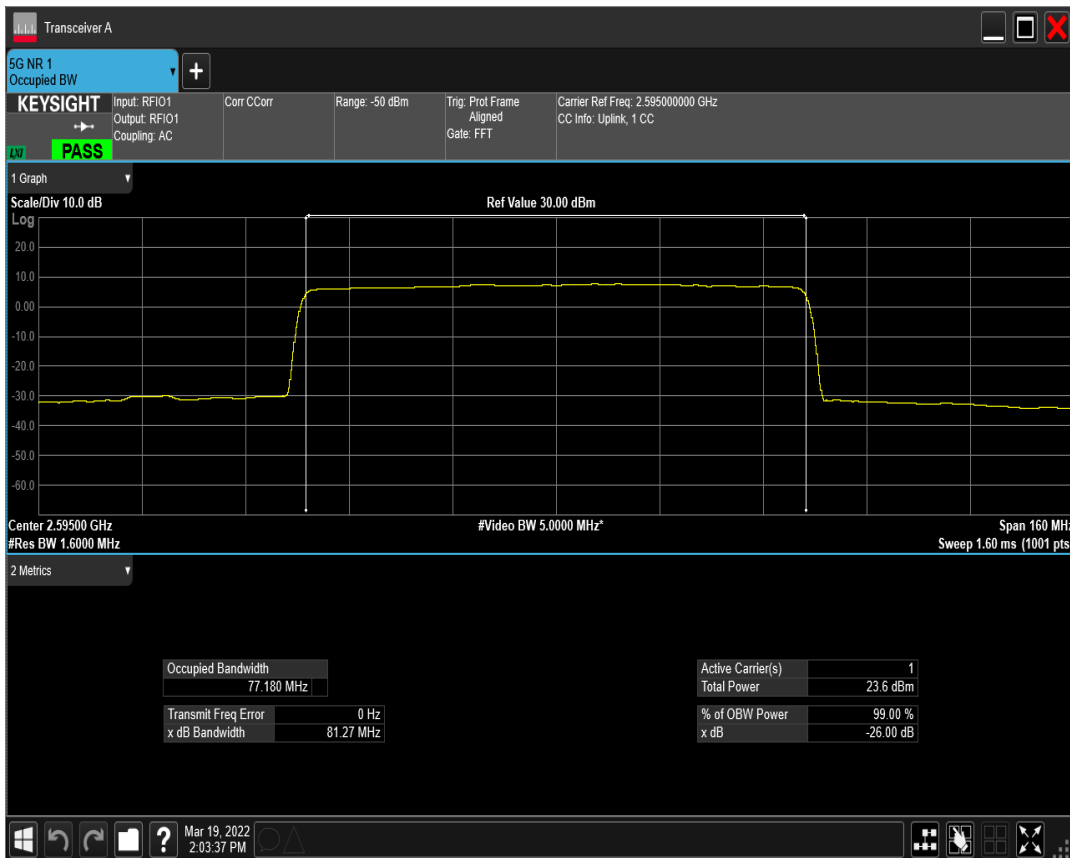 Transceiver A
5G NR 1
Occupied BW
KEYSIGHT
LXI
PASS
Input: RFIO1
Output: RFIO1
Coupling: AC
Corr CCorr
Range: -50 dBm
Trig: Prot Frame
Aligned
Gate: FFT
Carrier Ref Freq: 2.595000000 GHz
CC Info: Uplink, 1 CC
1 Graph
Scale/Div 10.0 dB
Ref Value 30.00 dBm
Log
20.0
10.0
0.00
-10.0
-20.0
-30.0
-40.0
-50.0
-60.0
Center 2.59500 GHz
#Video BW 5.0000 MHz*
Span 160 MHz
#Res BW 1.6000 MHz
Sweep 1.60 ms (1001 pts
2 Metrics
Occupied Bandwidth
77.180 MHz
Transmit Freq Error 0 Hz
x dB Bandwidth 81.27 MHz
Active Carrier(s) 1
Total Power 23.6 dBm
% of OBW Power 99.00 %
x dB -26.00 dB
?
Mar 19, 2022
2:03:37 PM